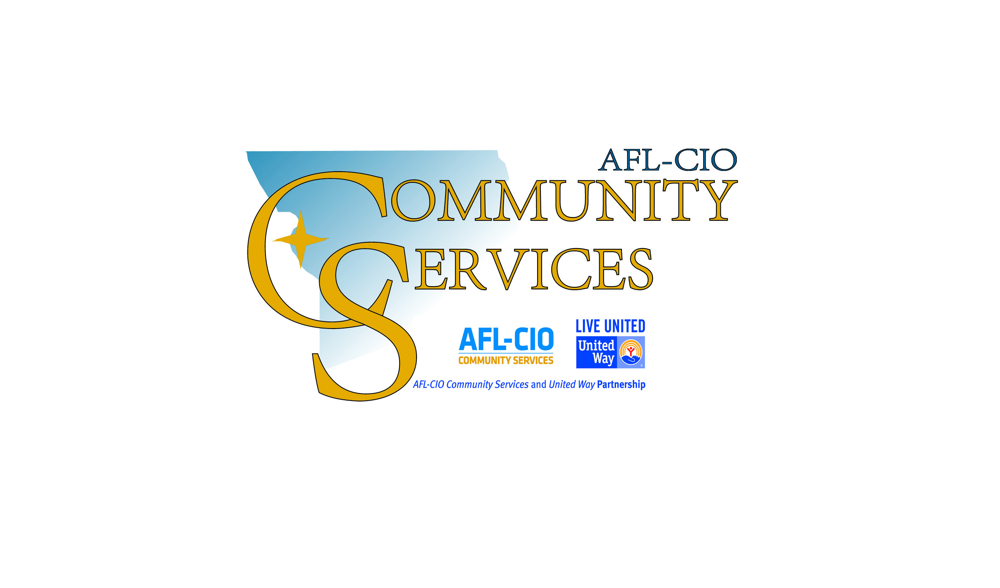 AFL-CIO
COMMUNITY
SERVICES
LIVE UNITED
AFL-CIO
United
Way
COMMUNITY SERVICES
AFL-CIO Community Services and United Way Partnership